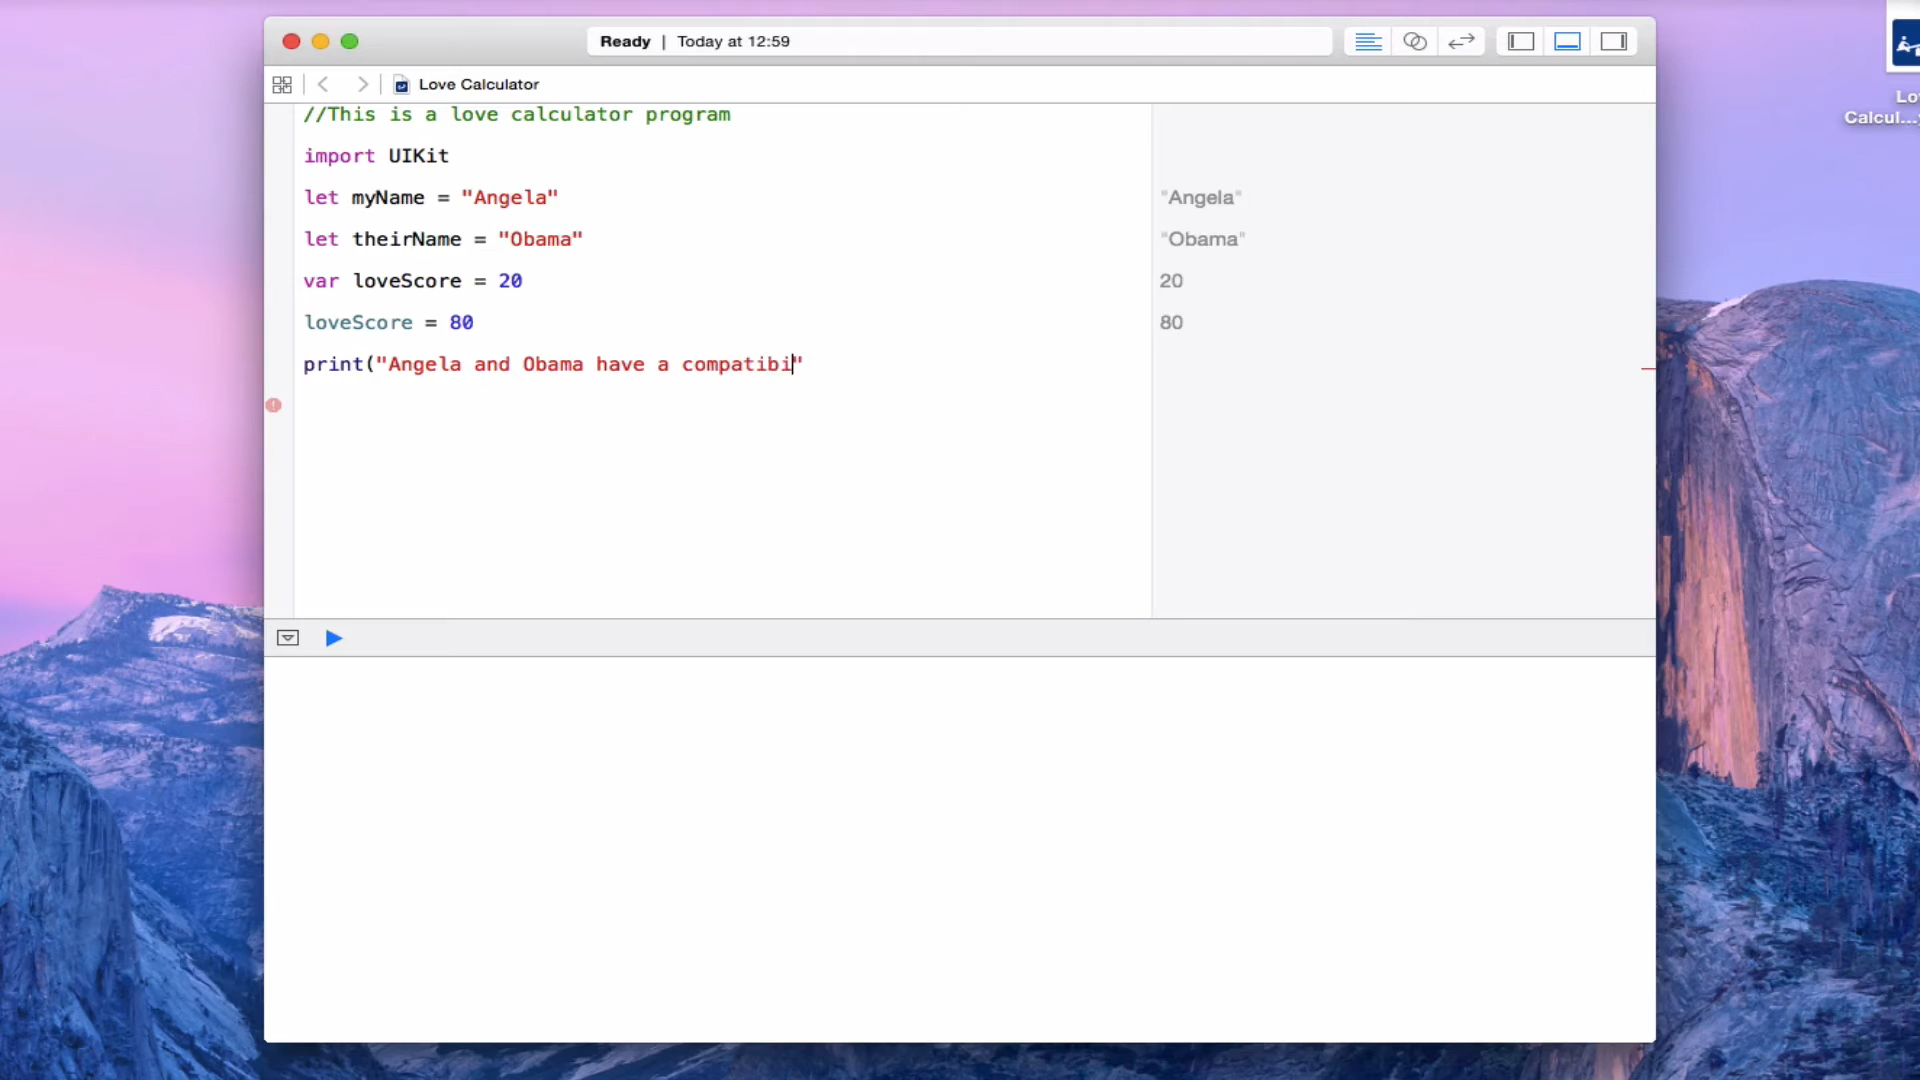 Ready | Today at 12:59
Love Calculator
//This is a love calculator program
import UIKit
let myName = "Angela"
"Angela"
let theirName = "Obama"
"Obama"
var loveScore = 20
20
loveScore = 80
80
print("Angela and Obama have a compatibi"
Lo
Calcul...